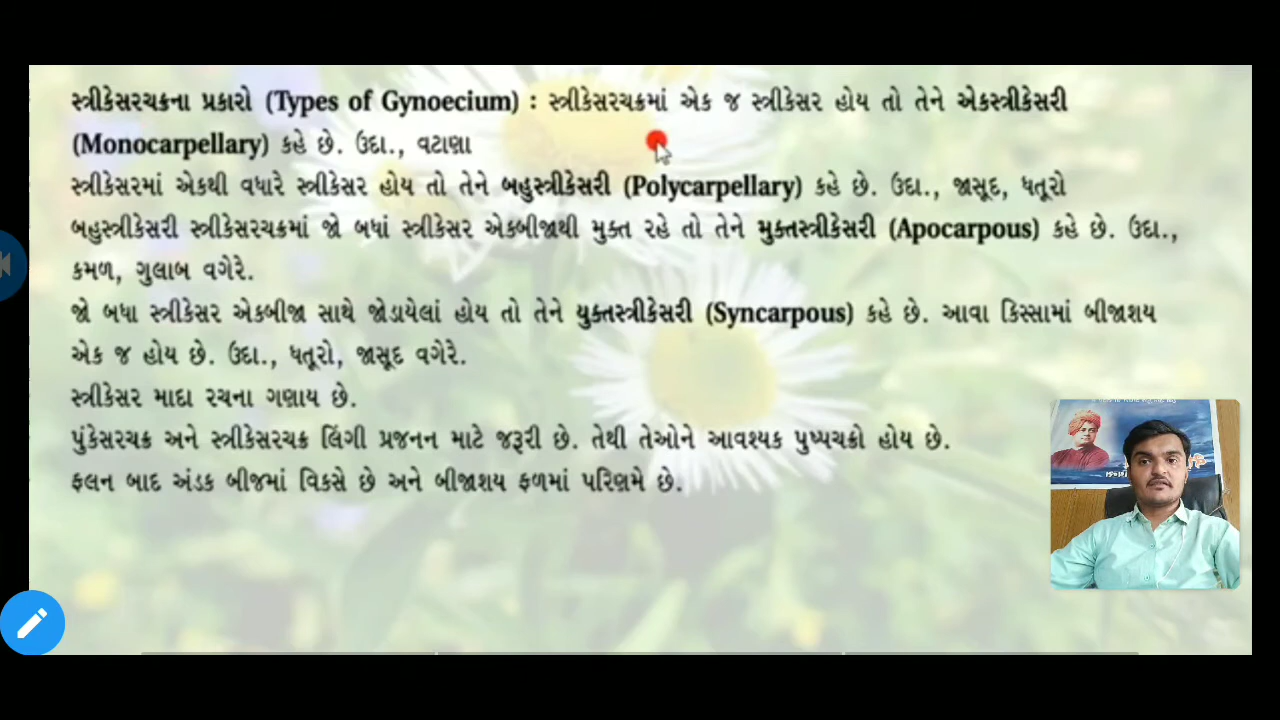 સ્ત્રીકેસરચક્રના પ્રકારો (Types of Gynoecium) : સ્ત્રીકેસરચક્રમાં એક જ સ્ત્રીકેસર હોય તો તેને એકસ્ત્રીકેસરી
(Monocarpellary) કહે છે. ઉદા., વટાણા
સ્ત્રીકેસરમાં એકથી વધારે સ્ત્રીકેસર હોય તો તેને બહુસ્ત્રીકેસરી (Polycarpellary) કહે છે. ઉદા., જાસૂદ, ધતૂરો
બહુસ્ત્રીકેસરી સ્ત્રીકેસરચક્રમાં જો બધાં સ્ત્રીકેસર એકબીજાથી મુક્ત રહે તો તેને મુક્તસ્ત્રીકેસરી (Apocarpous) કહે છે. ઉદા.,
કમળ, ગુલાબ વગેરે.
જો બધા સ્ત્રીકેસર એકબીજા સાથે જોડાયેલાં હોય તો તેને યુક્તસ્ત્રીકેસરી (Syncarpous) કહે છે. આવા કિસ્સામાં બીજાશય
એક જ હોય છે. ઉદા., ધતૂરો, જાસૂદ વગેરે.
સ્ત્રીકેસર માદા રચના ગણાય છે.
પુંકેસરચક્ર અને સ્ત્રીકેસરચક્ર લિંગી પ્રજનન માટે જરૂરી છે. તેથી તેઓને આવશ્યક પુષ્પચક્રો હોય છે.
ફલન બાદ અંડક બીજમાં વિકસે છે અને બીજાશય ફળમાં પરિણમે છે.